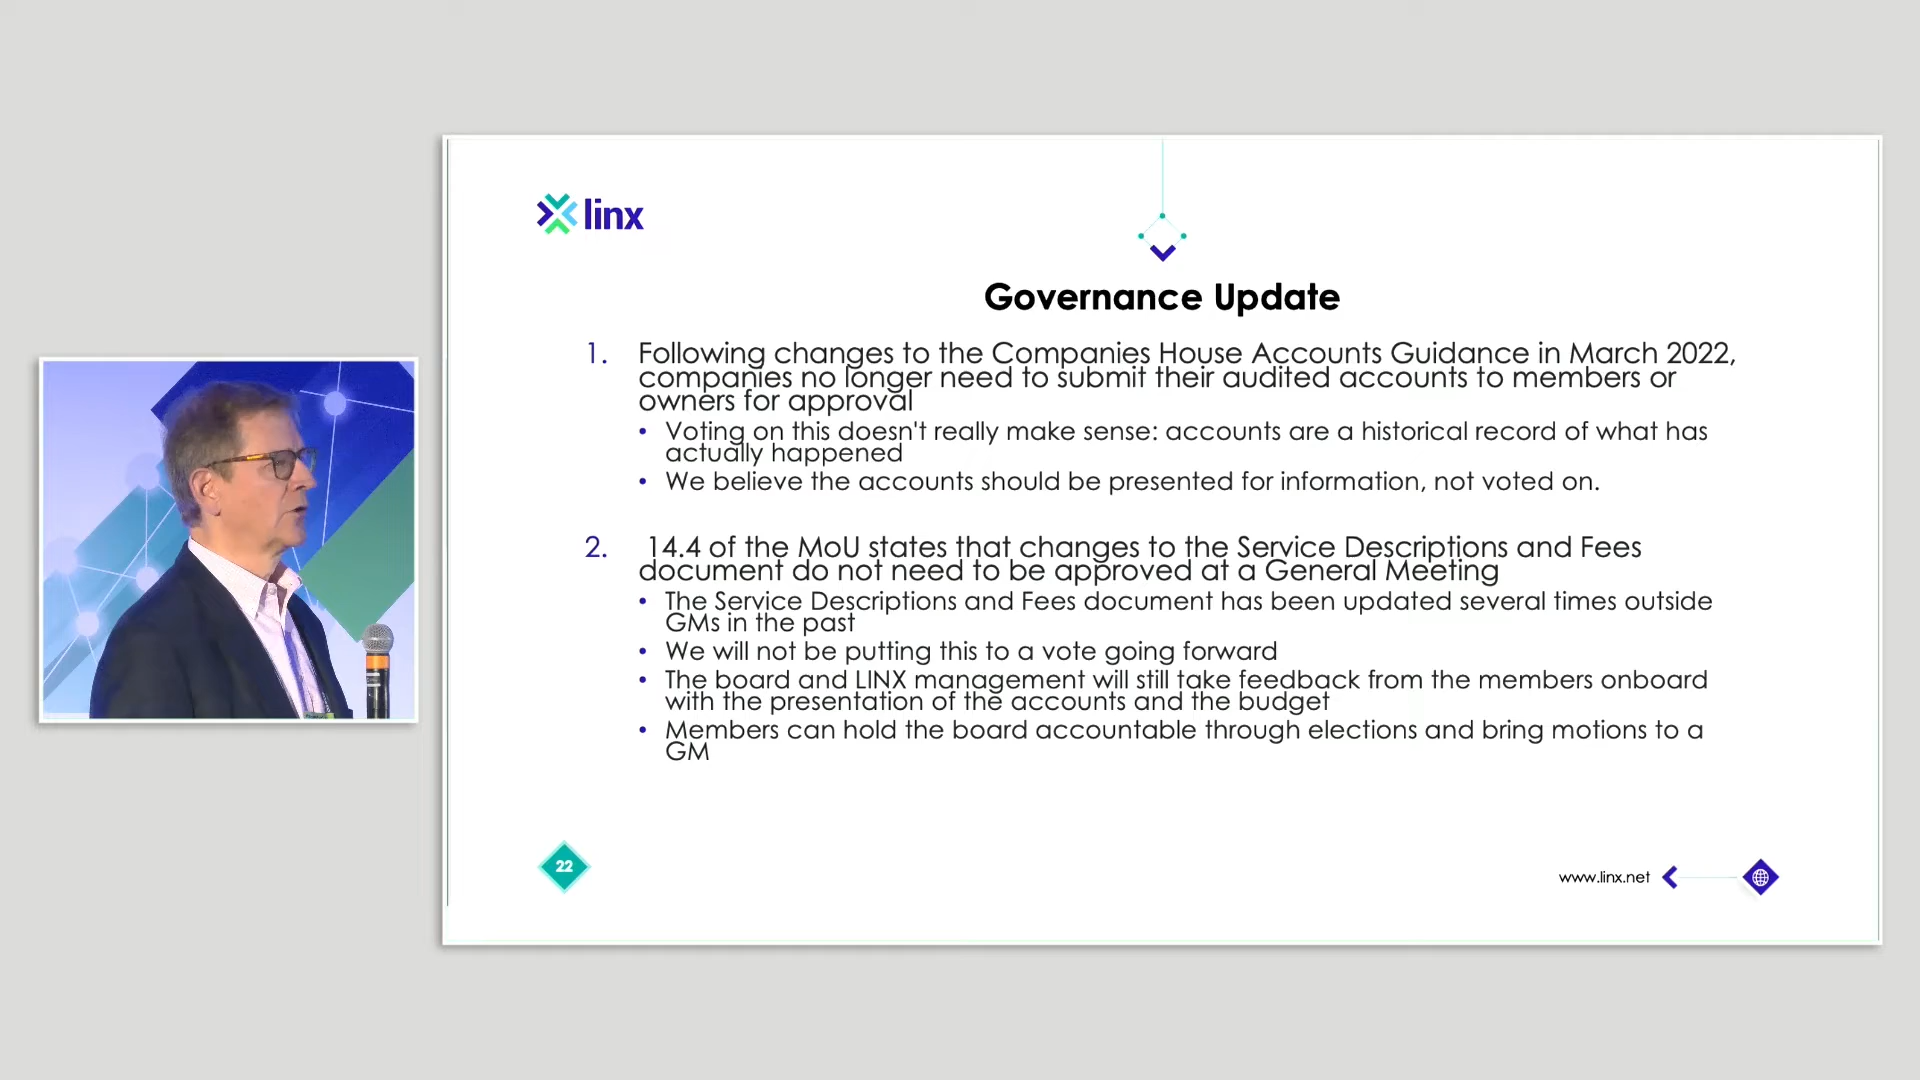 linx
Governance Update
1. Following changes to the Companies House Accounts Guidance in March 2022,
companies no longer need to submit their audited accounts to members or
owners for approval
• Voting on this doesn't really make sense: accounts are a historical record of what has
actually happened
• We believe the accounts should be presented for information, not voted on.
2. 14.4 of the MoU states that changes to the Service Descriptions and Fees
document do not need to be approved at a General Meeting
• The Service Descriptions and Fees document has been updated several times outside
GMs in the past
• We will not be putting this to a vote going forward
• The board and LINX management will still take feedback from the members onboard
with the presentation of the accounts and the budget
• Members can hold the board accountable through elections and bring motions to a
GM
22
www.linx.net